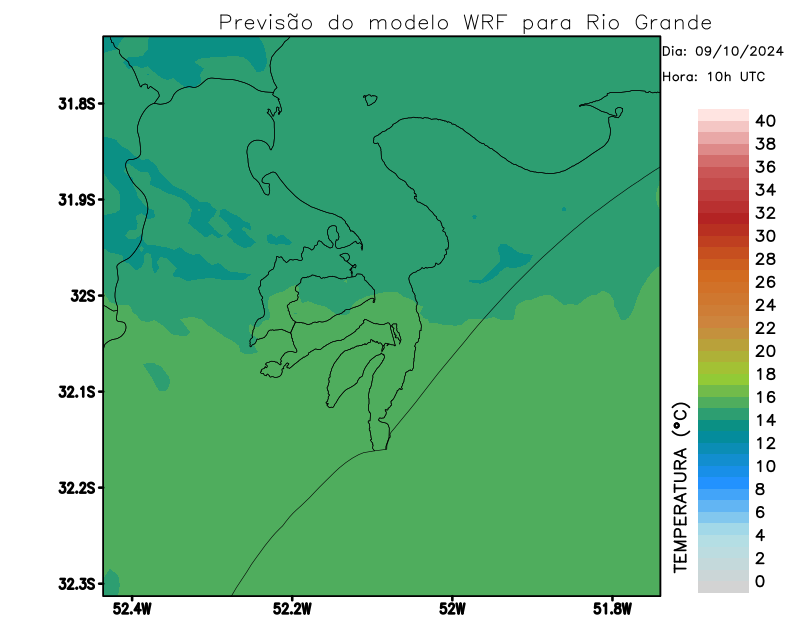 Previsão do modelo WRF para Rio Grande
Dia: 09/10/2024
Hora: 10h UTC
31.8S
31.9S
32S
32.1S
32.2S
32.3S
52.4W
52.2W
52W
51.8W
TEMPERATURA (°C)
40
38
36
34
32
30
28
26
24
22
20
18
16
14
12
10
8
6
4
2
0